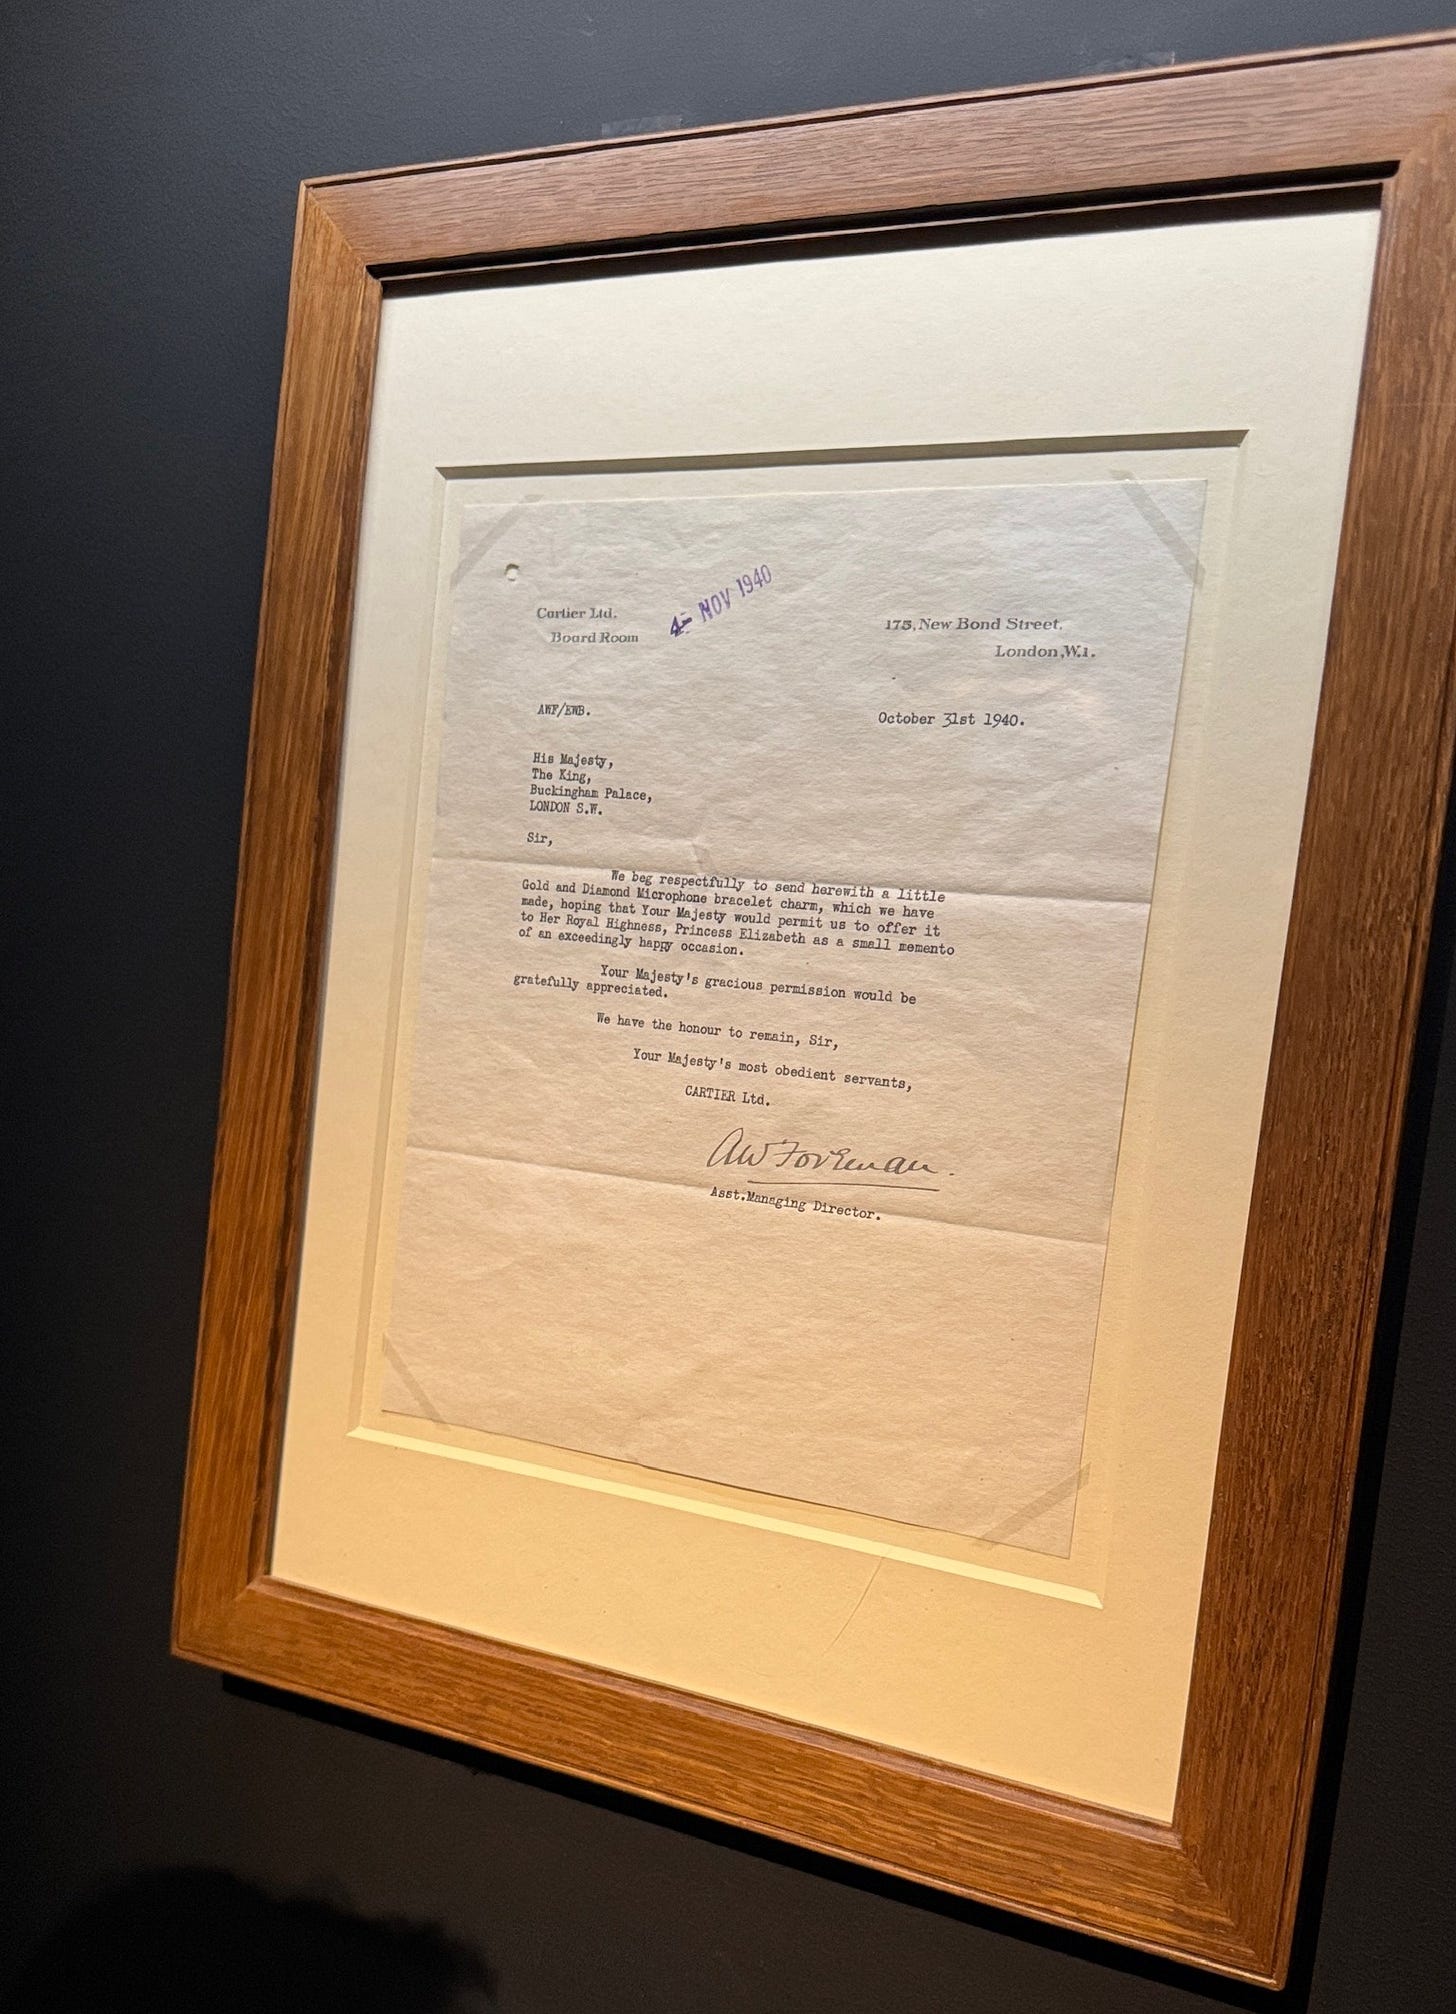 Cartier Ltd.
Board Room
4- NOV 1940
175, New Bond Street,
London, W.1.
AWF/EWB.
October 31st 1940.
His Majesty,
The King,
Buckingham Palace,
LONDON S.W.
Sir,
We beg respectfully to send herewith a little
Gold and Diamond Microphone bracelet charm, which we have
made, hoping that Your Majesty would permit us to offer it
to Her Royal Highness, Princess Elizabeth as a small memento
of an exceedingly happy occasion.
Your Majesty's gracious permission would be
gratefully appreciated.
We have the honour to remain, Sir,
Your Majesty's most obedient servants,
CARTIER Ltd.
AW Foreman.
Asst.Managing Director.